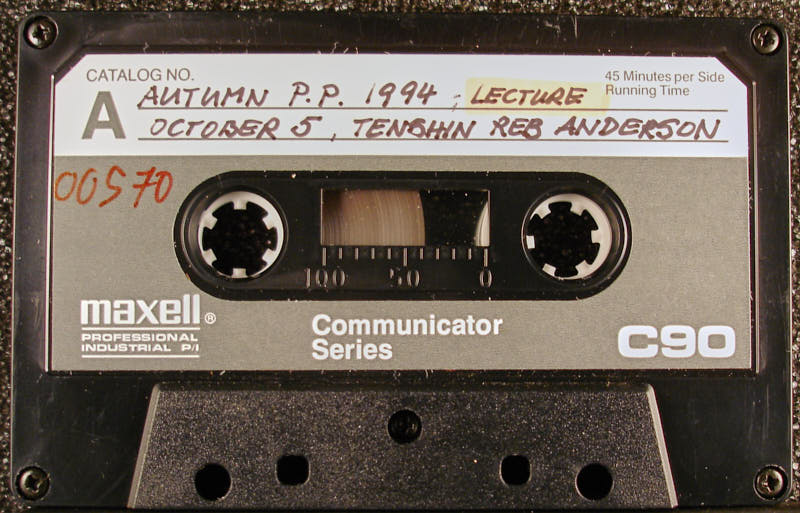 CATALOG NO.
45 Minutes per Side
Running Time
A
AUTUMN P.P. 1994, LECTURE
OCTOBER 5, TENSHIN REB ANDERSON
00570
100 50 0
maxell®
PROFESSIONAL
INDUSTRIAL P/I
Communicator
Series
C90